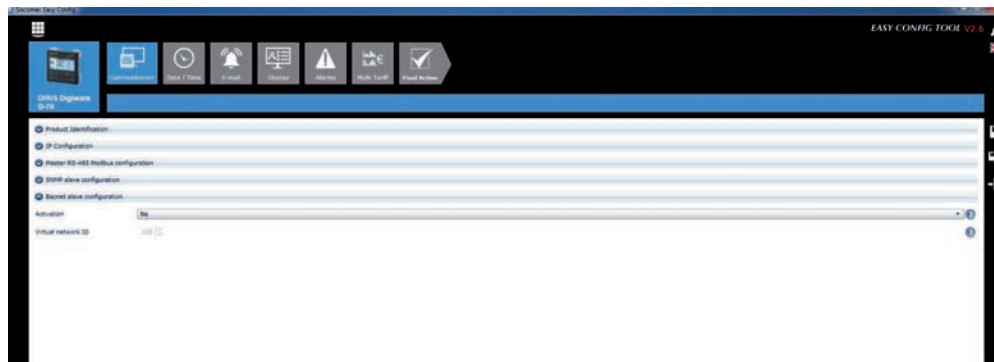 Socomec Easy Config
EASY CONFIG TOOL V2.6
Communication Date / Time E-mail Display Alarms Multi Tariff Final Action
DIRIS Digiware
D-70
Product Identification
IP Configuration
Master RS-485 Modbus configuration
SNMP slave configuration
Bacnet slave configuration
Activation No
Virtual network ID